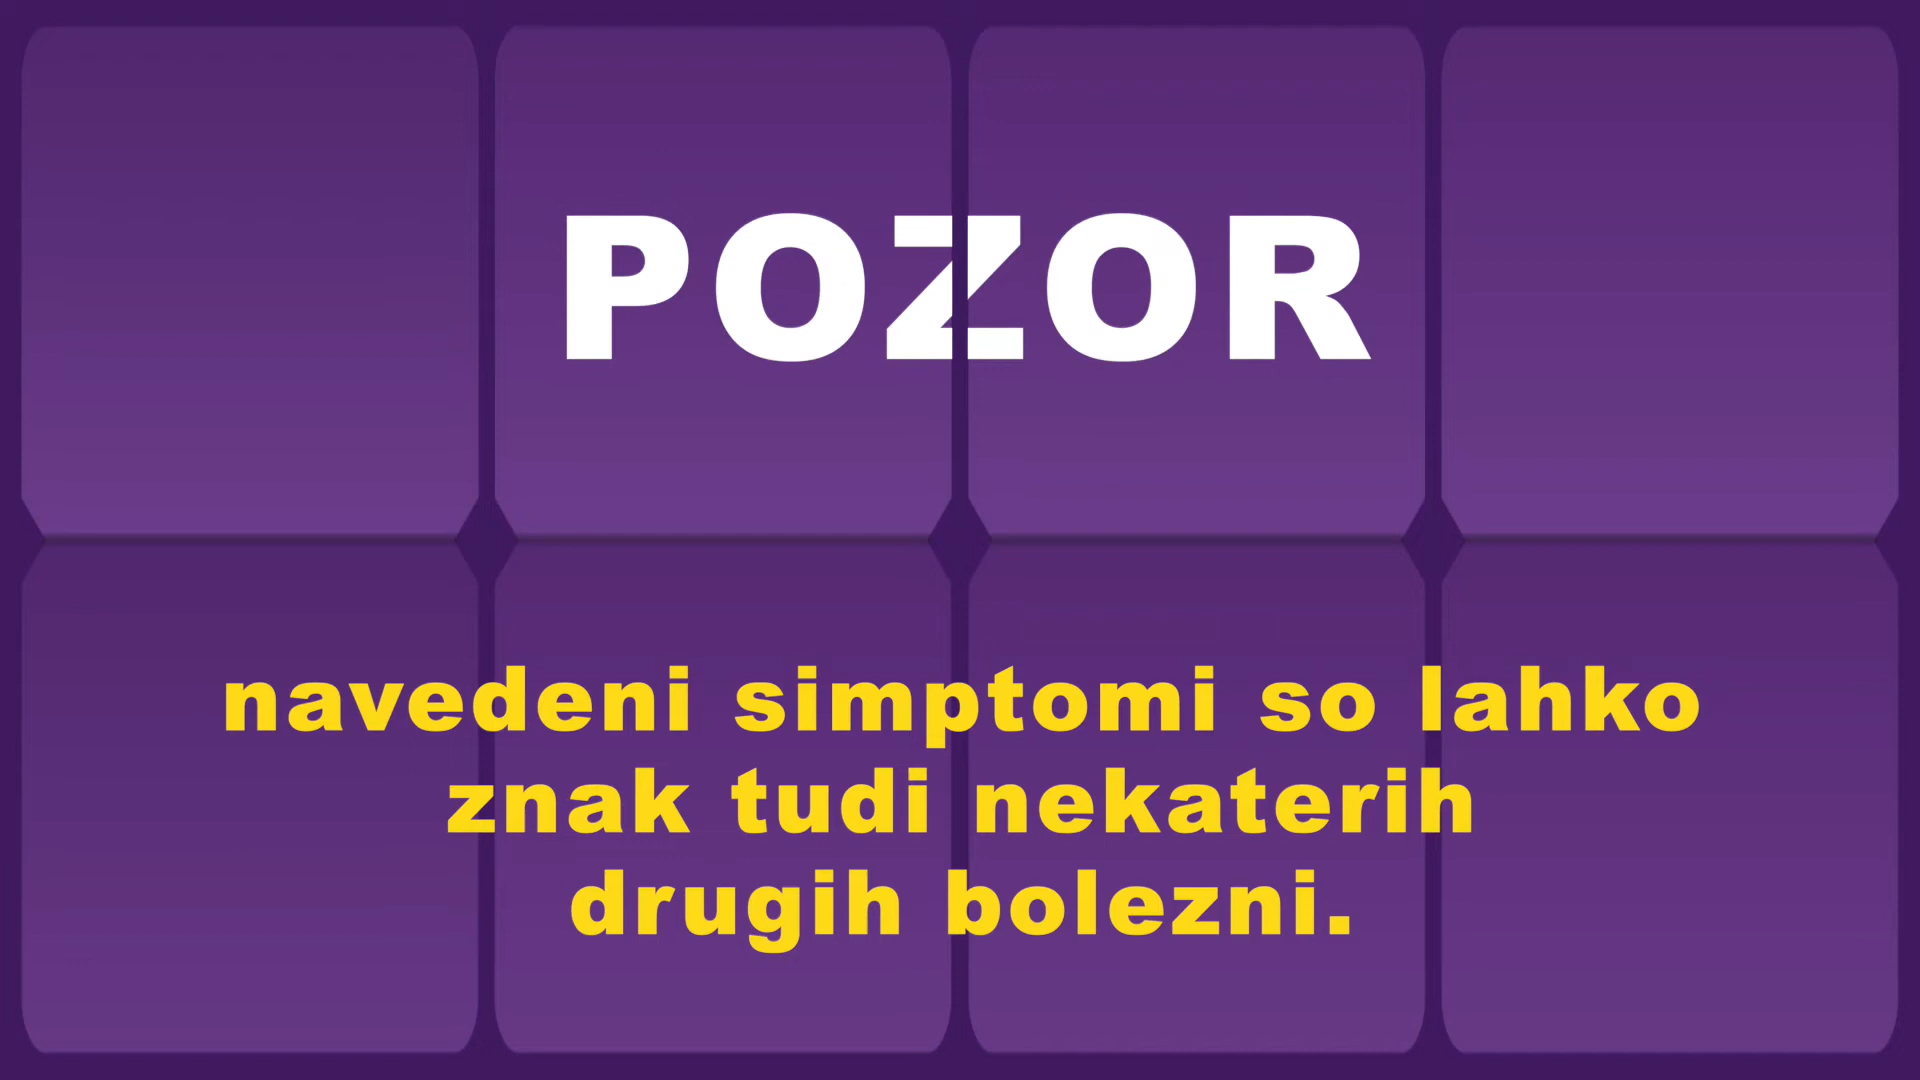 POZOR
navedeni simptomi so lahko
znak tudi nekaterih
drugih bolezni.